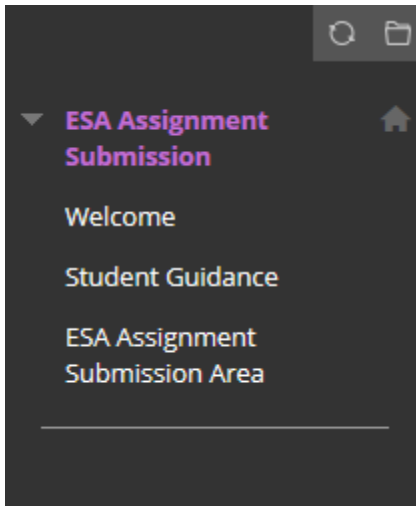 ESA Assignment
Submission
Welcome
Student Guidance
ESA Assignment
Submission Area